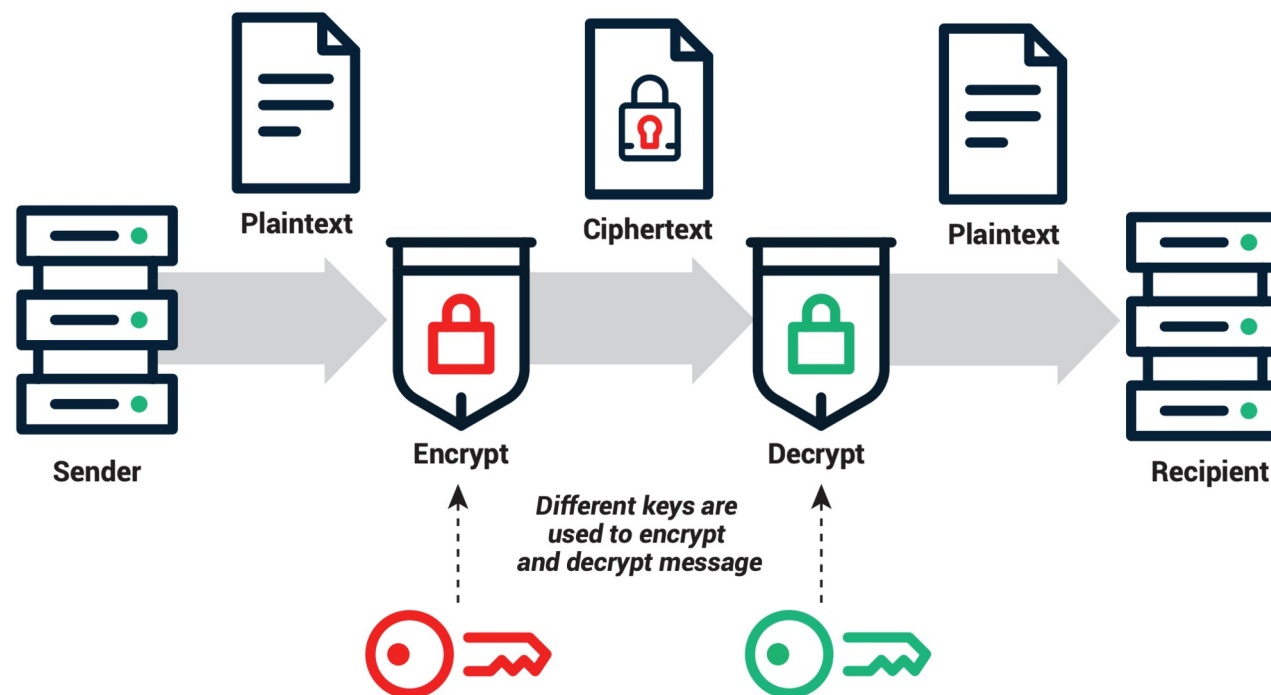 Plaintext
Ciphertext
Plaintext
Sender
Encrypt
Decrypt
Recipient
Different keys are
used to encrypt
and decrypt message